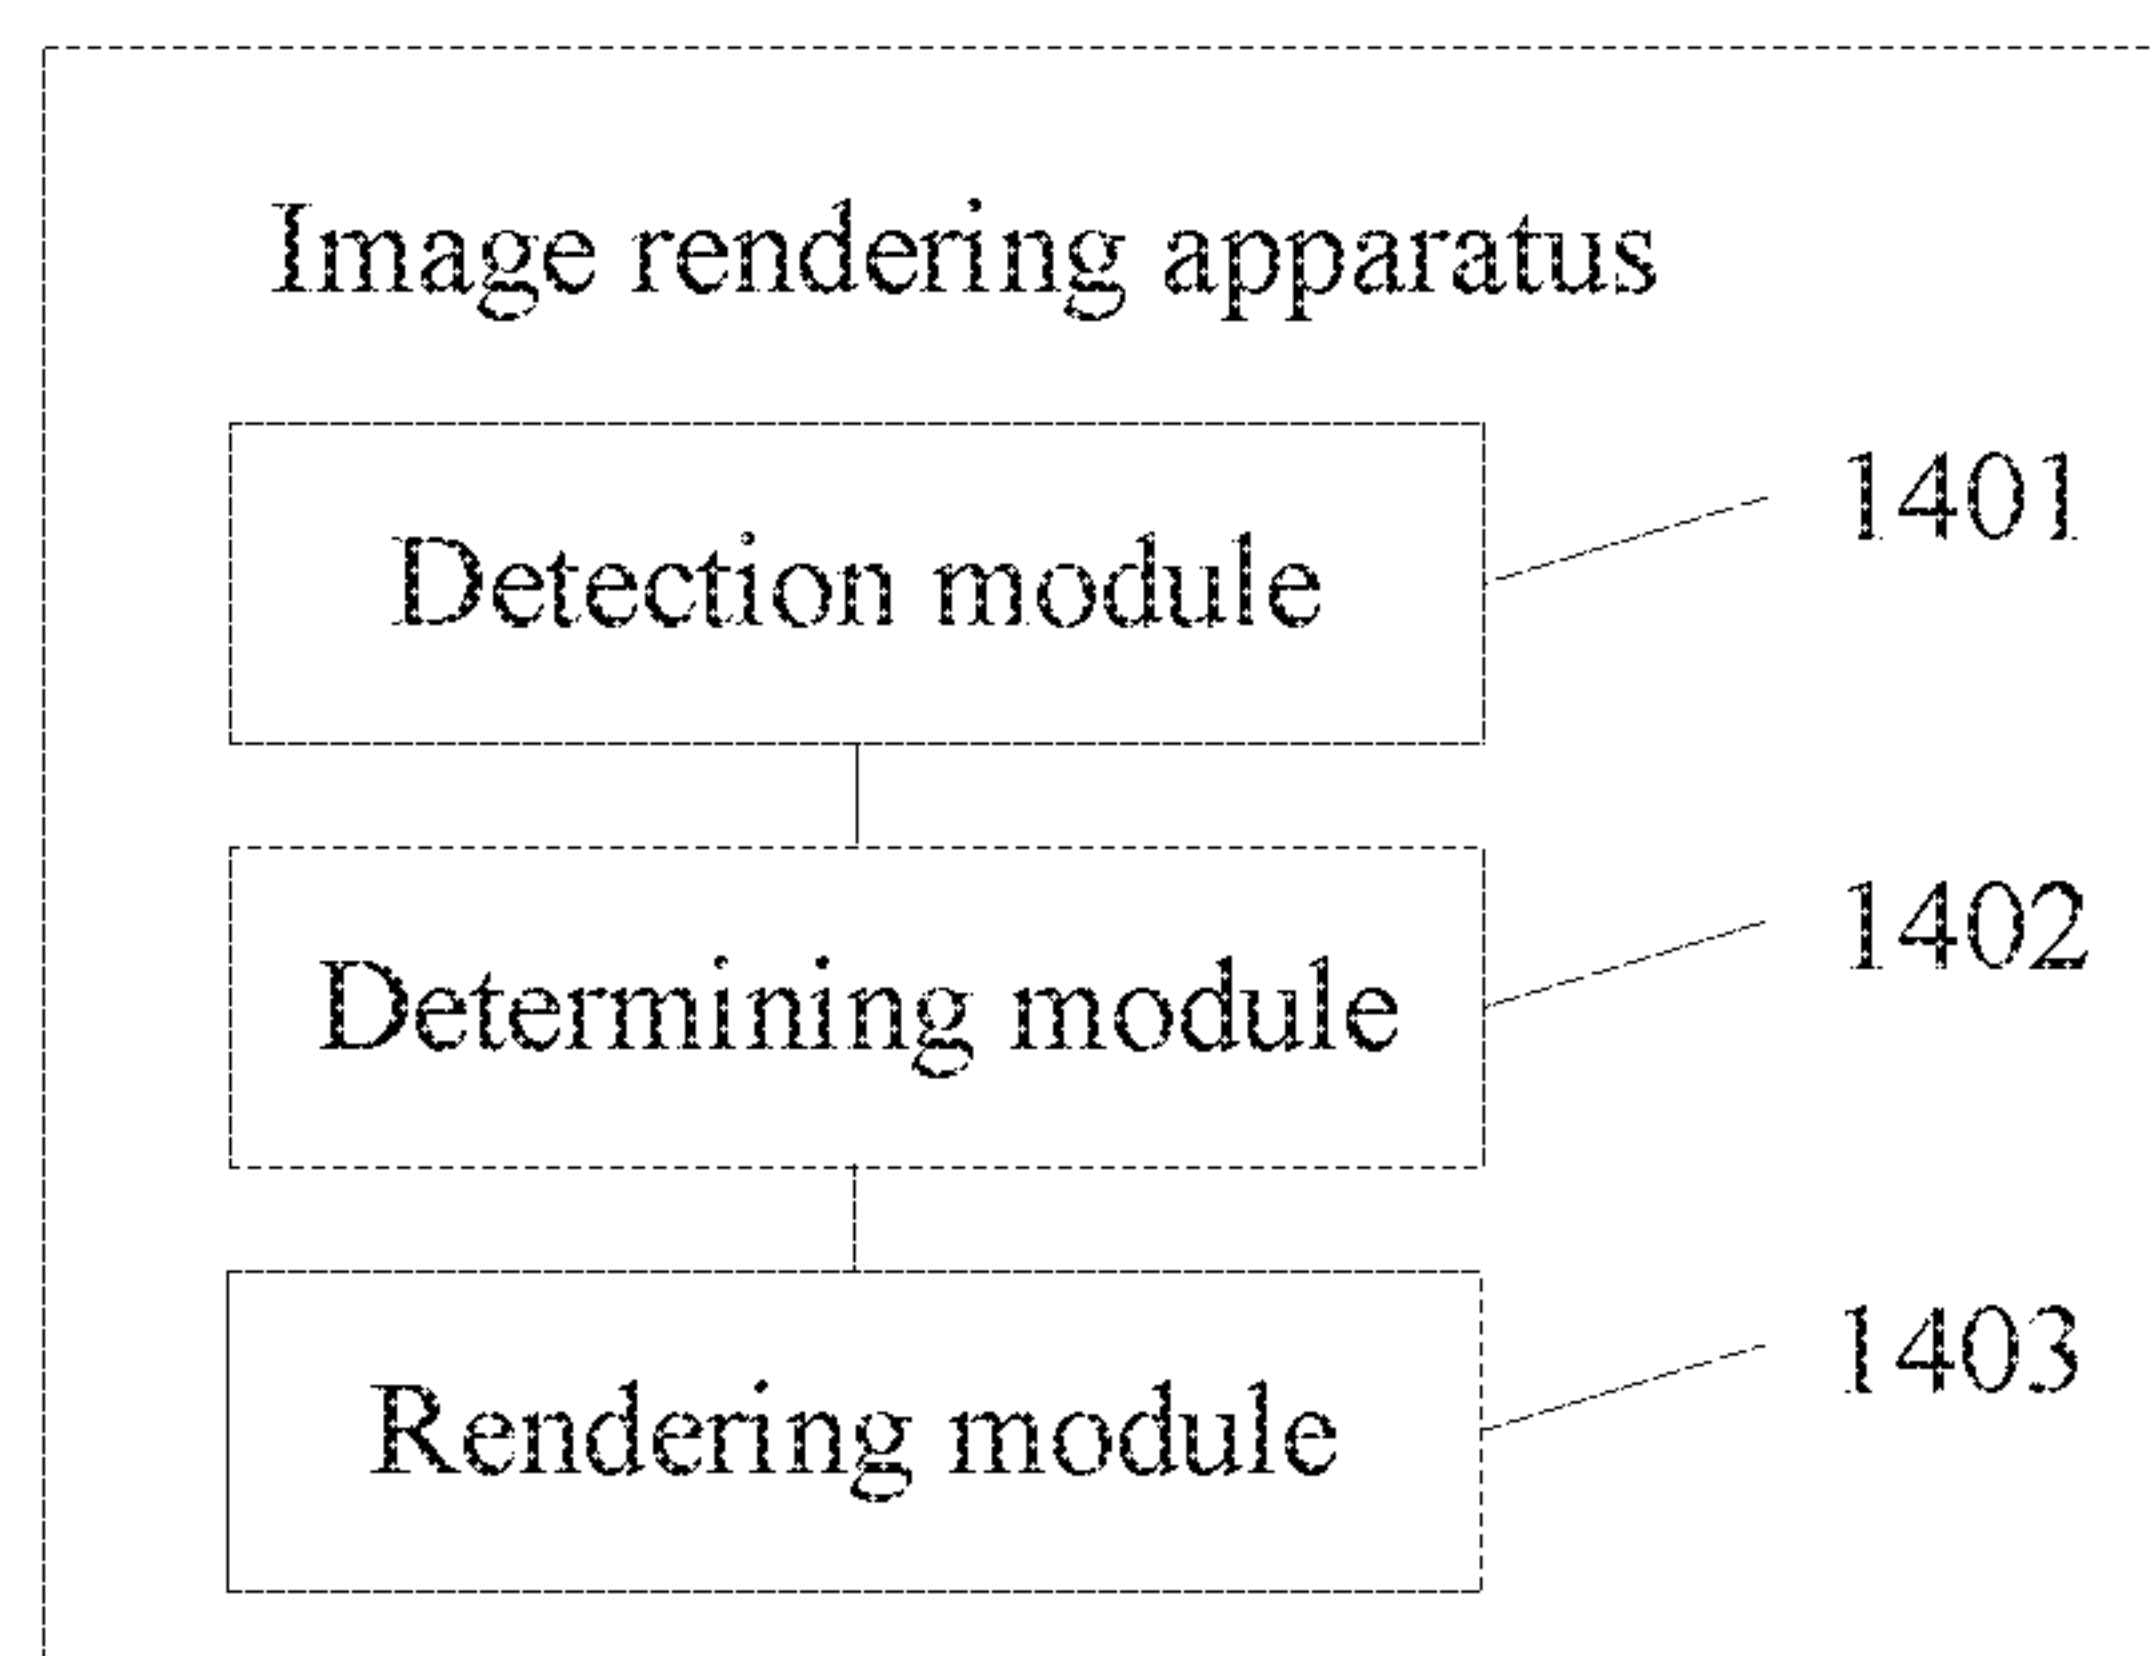 Image rendering apparatus
Detection module
1401
Determining module
1402
Rendering module
1403